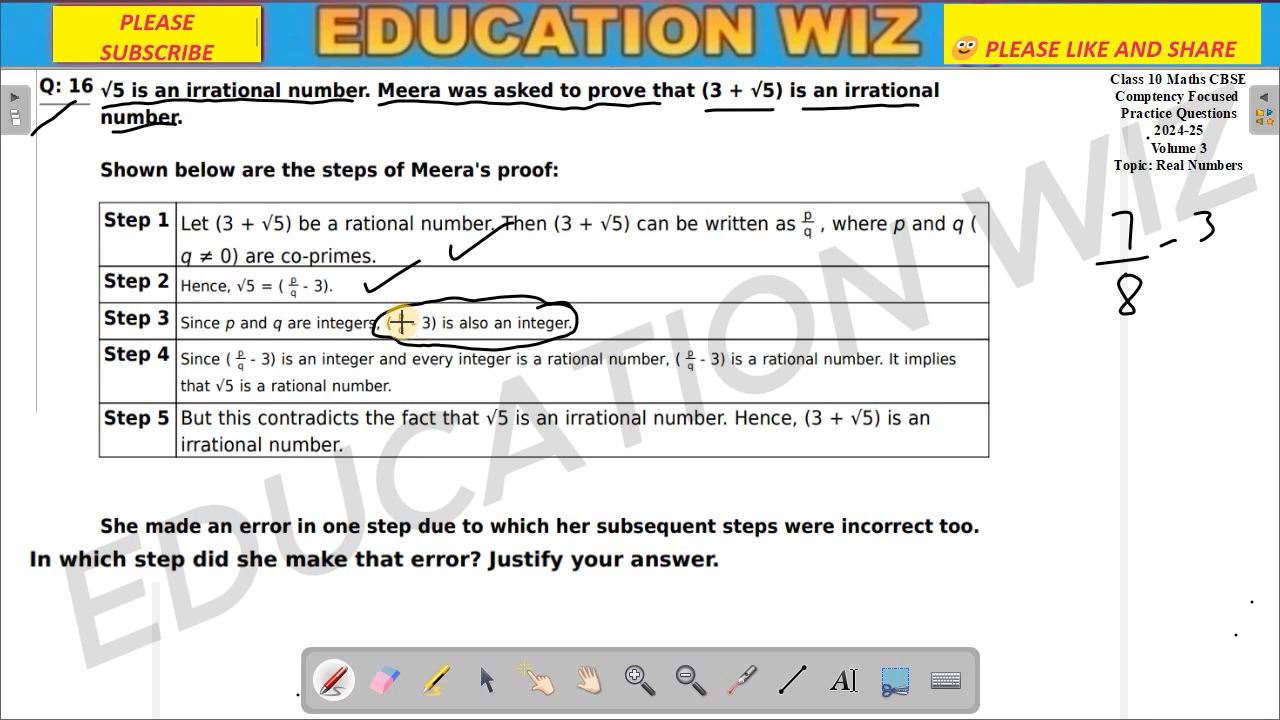 PLEASE
SUBSCRIBE
EDUCATION WIZ
PLEASE LIKE AND SHARE
Q: 16 √5 is an irrational number. Meera was asked to prove that (3 + √5) is an irrational
number.
Class 10 Maths CBSE
Comptency Focused
Practice Questions
2024-25
Volume 3
Topic: Real Numbers
Shown below are the steps of Meera's proof:
Step 1 Let (3 + √5) be a rational number. Then (3 + √5) can be written as p/q , where p and q (
q ≠ 0) are co-primes.
Step 2 Hence, √5 = ( p/q - 3).
Step 3 Since p and q are integers, ( - 3) is also an integer.
Step 4 Since ( p/q - 3) is an integer and every integer is a rational number, ( p/q - 3) is a rational number. It implies
that √5 is a rational number.
Step 5 But this contradicts the fact that √5 is an irrational number. Hence, (3 + √5) is an
irrational number.
7/8 - 3
She made an error in one step due to which her subsequent steps were incorrect too.
In which step did she make that error? Justify your answer.
EDUCATION WIZ